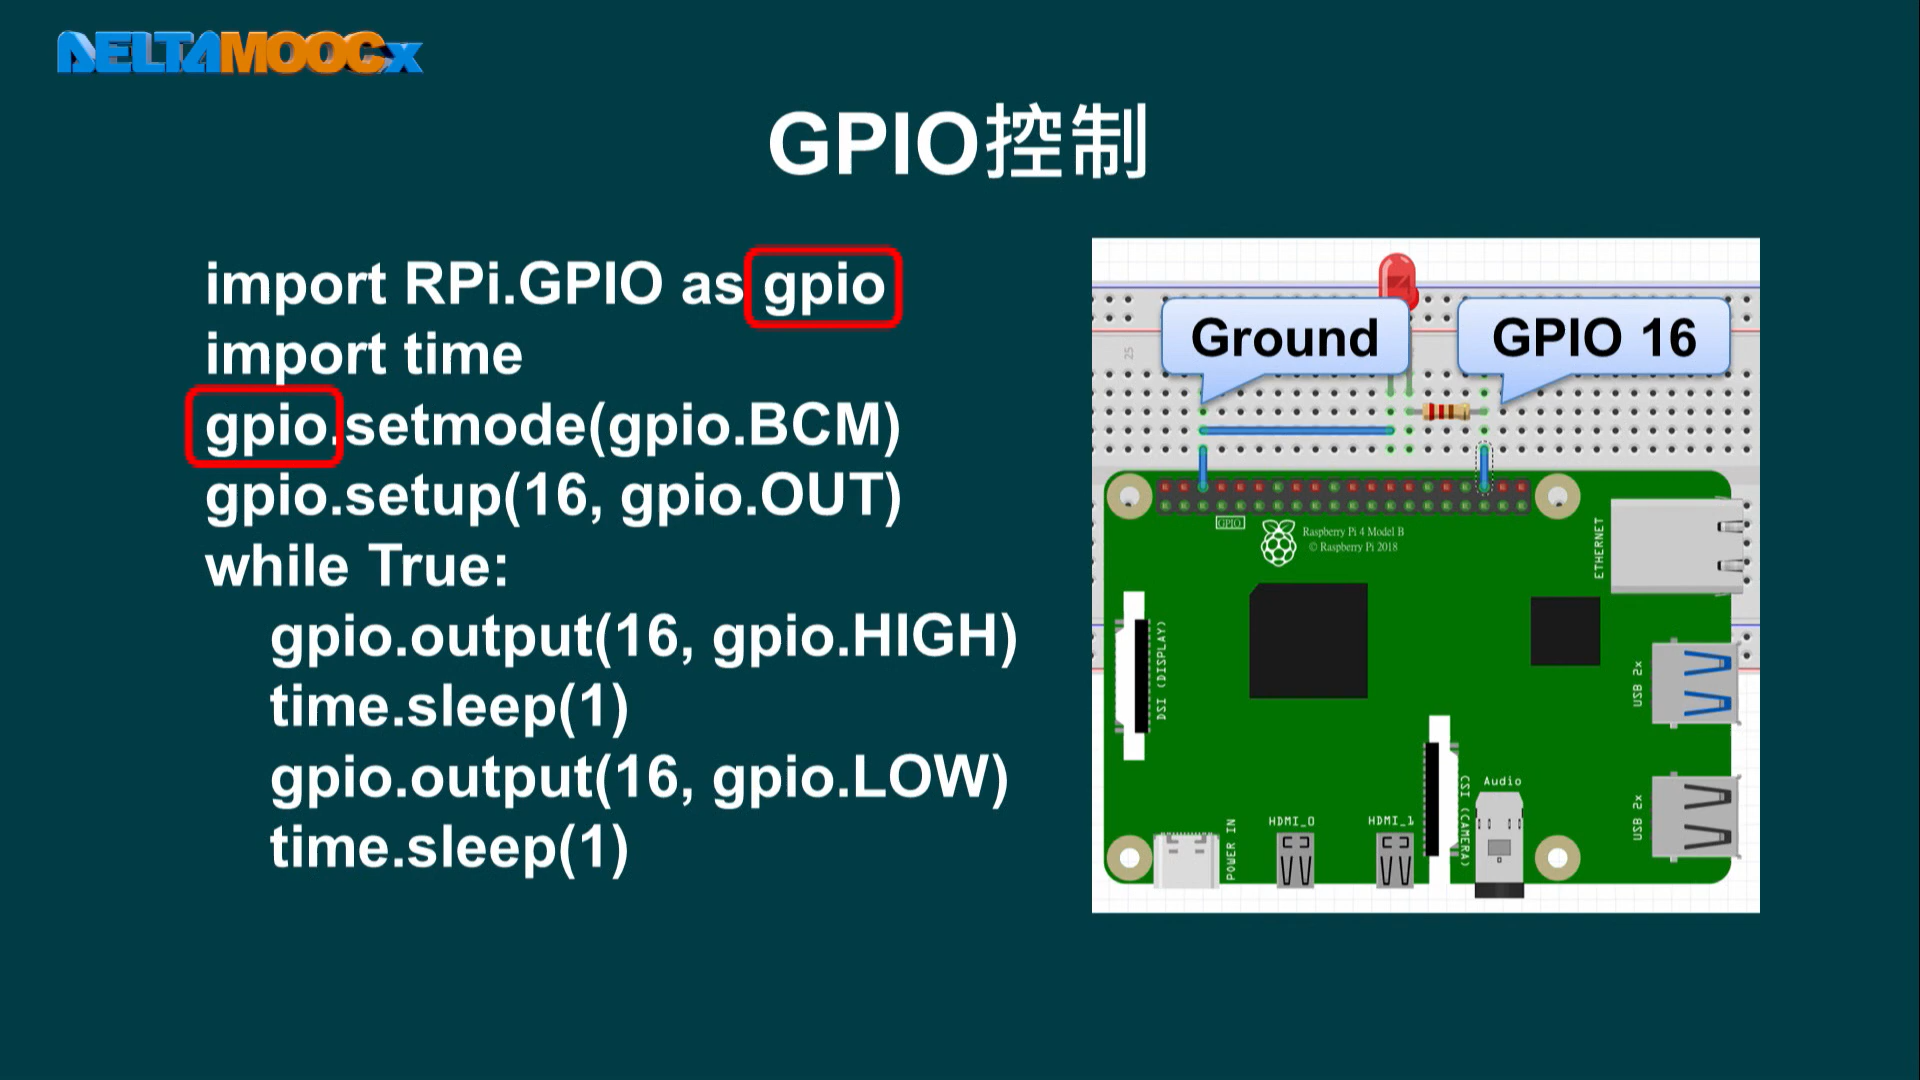 DELTAMOOCx
GPIO控制
import RPi.GPIO as gpio
import time
gpio.setmode(gpio.BCM)
gpio.setup(16, gpio.OUT)
while True:
gpio.output(16, gpio.HIGH)
time.sleep(1)
gpio.output(16, gpio.LOW)
time.sleep(1)
Ground
GPIO 16
25
GPIO
Raspberry Pi 4 Model B
© Raspberry Pi 2018
ETHERNET
DSI (DISPLAY)
USB 2x
USB 2x
Audio
CSI (CAMERA)
HDMI_0
HDMI_1
POWER IN